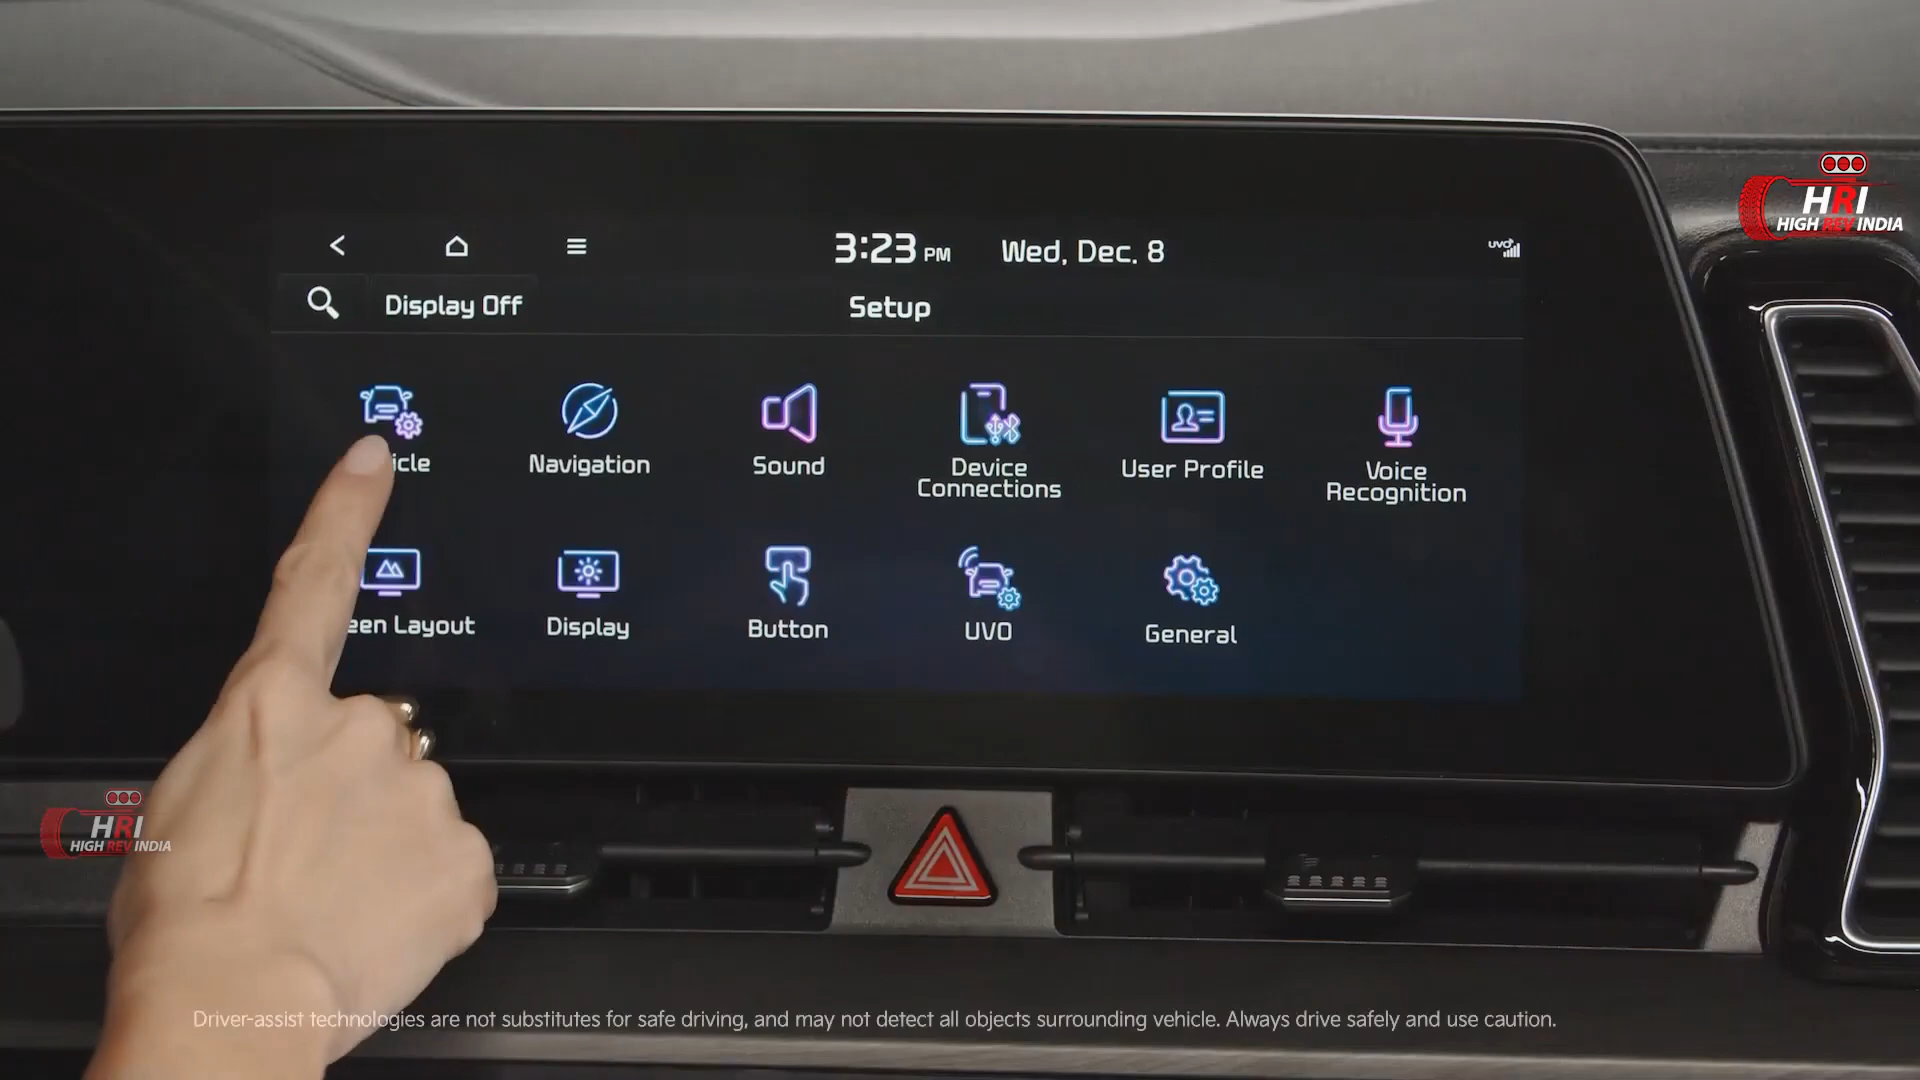 HRI
HIGH REV INDIA
3:23 PM
Wed, Dec. 8
UVO
Display Off
Setup
icle
Navigation
Sound
Device
Connections
User Profile
Voice
Recognition
een Layout
Display
Button
UVO
General
HRI
HIGH REV INDIA
Driver-assist technologies are not substitutes for safe driving, and may not detect all objects surrounding vehicle. Always drive safely and use caution.